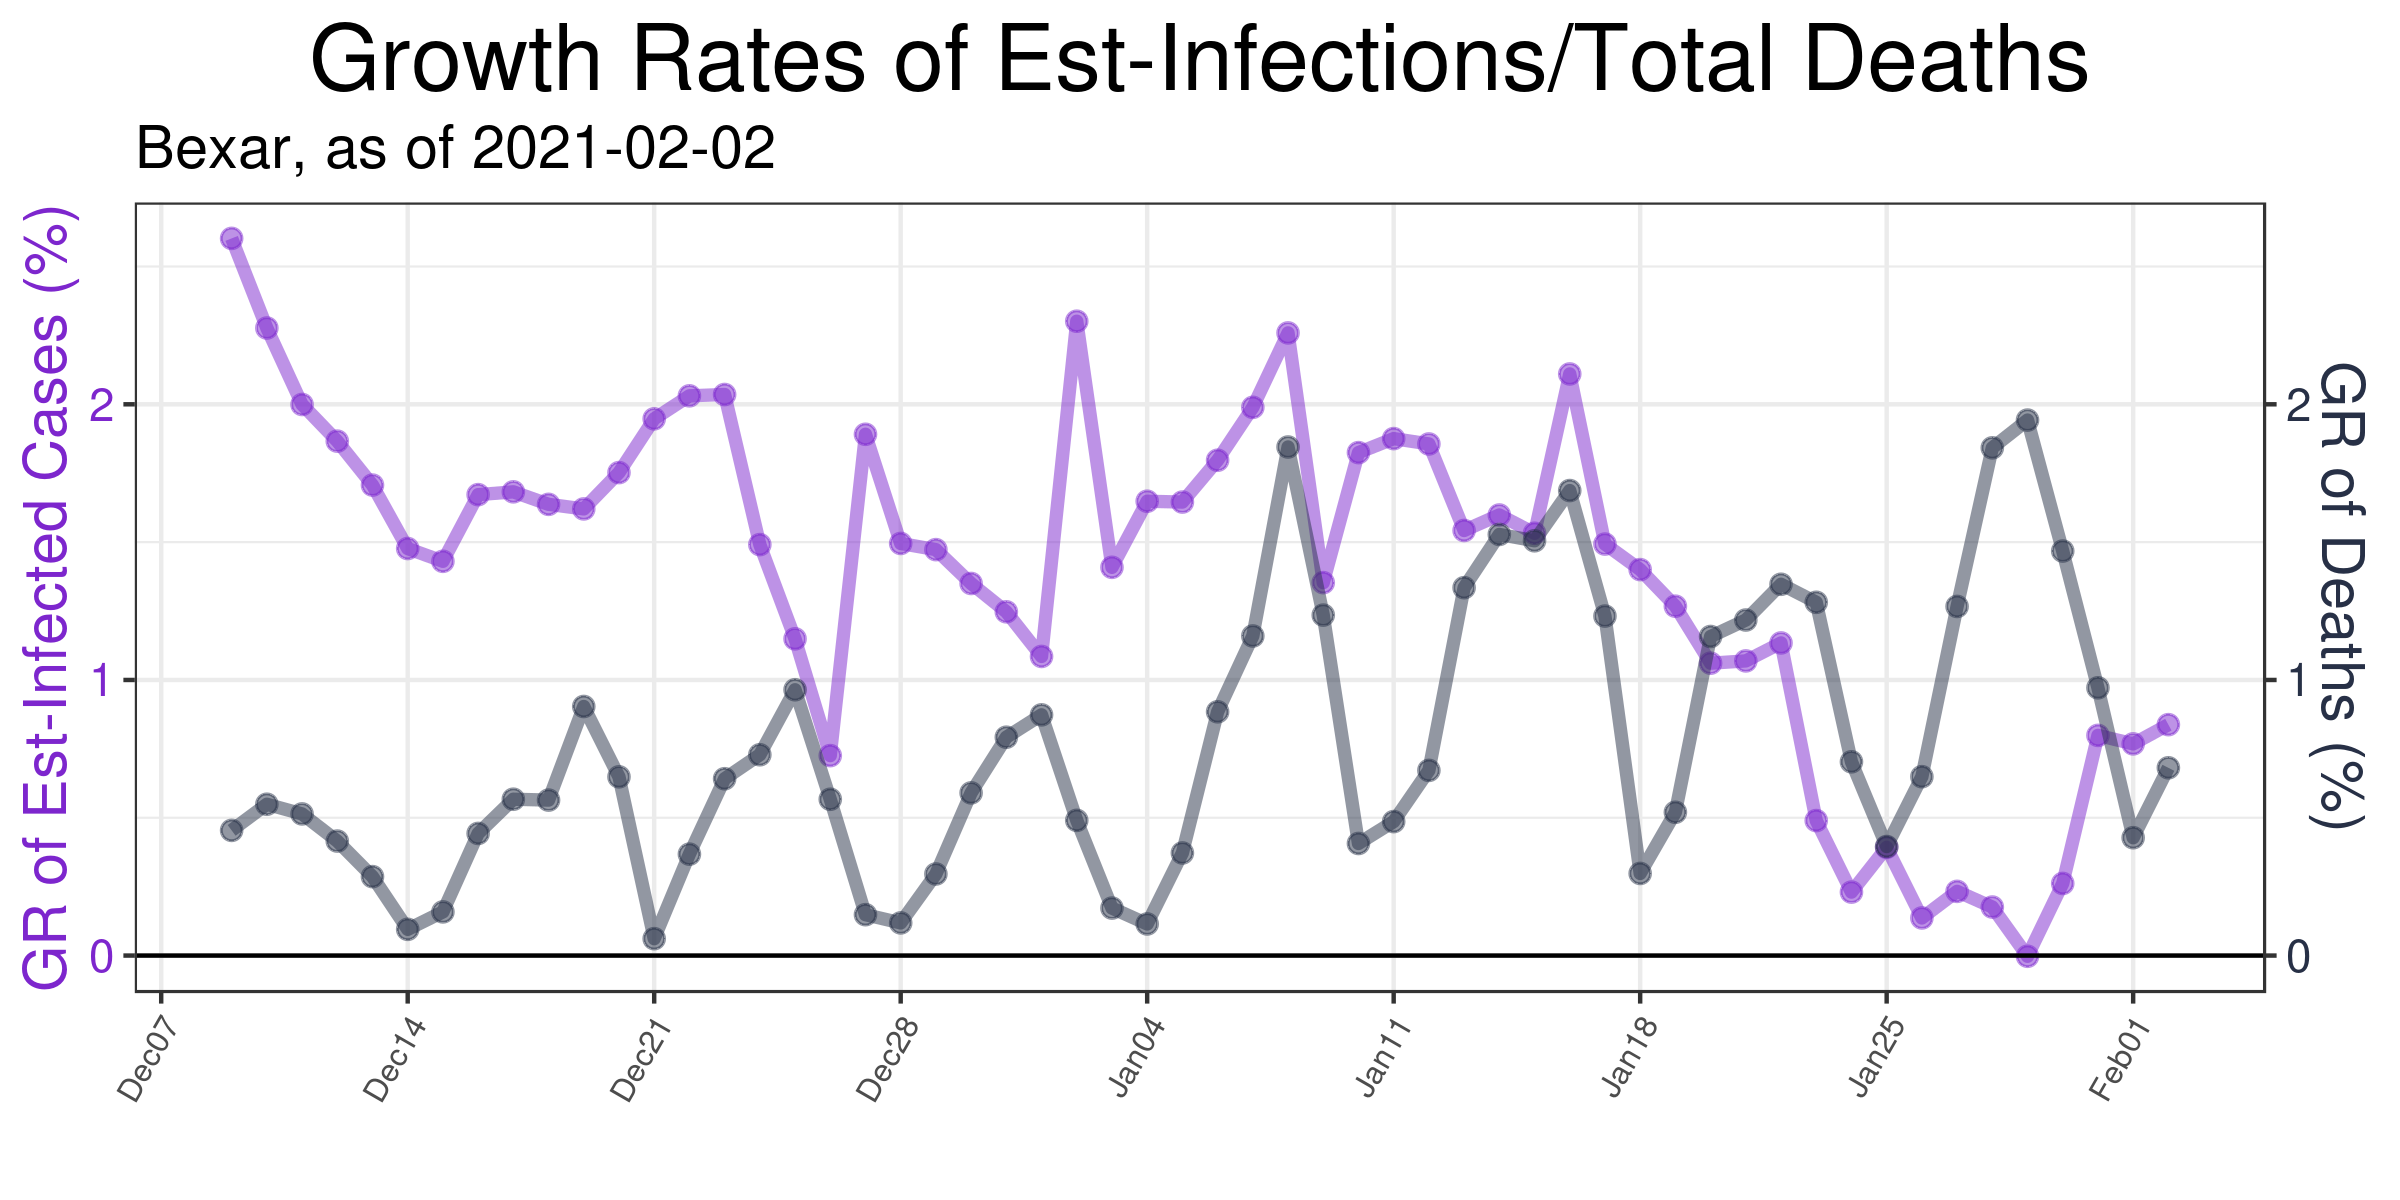 Growth Rates of Est-Infections/Total Deaths
Bexar, as of 2021-02-02
GR of Est-Infected Cases (%)
2
1
0
GR of Deaths (%)
2
1
0
Dec07
Dec14
Dec21
Dec28
Jan04
Jan11
Jan18
Jan25
Feb01